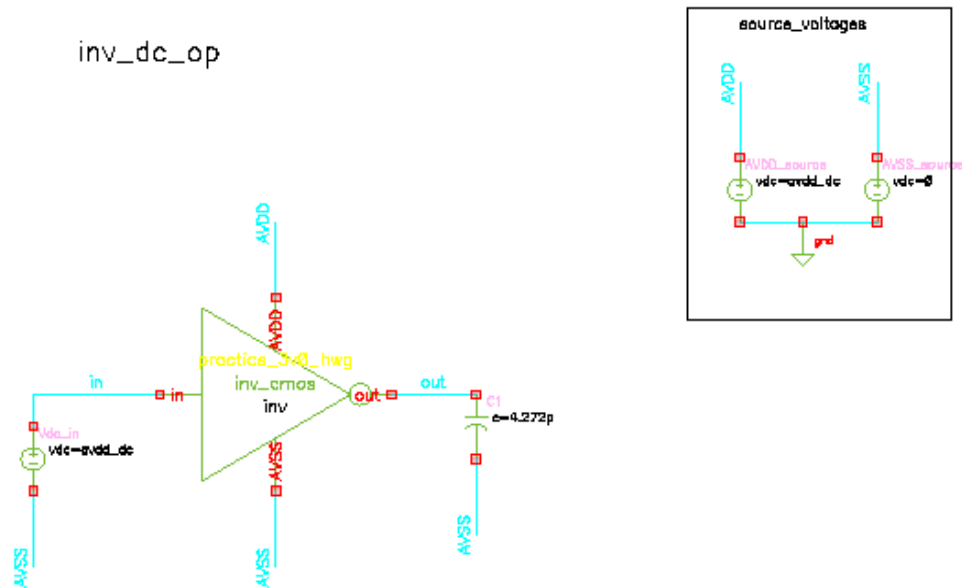 source_voltages
inv_dc_op
AVDD
AVSS
AVDD_source
AVSS_source
vdc=avdd_dc
vdc=0
gnd
AVDD
AVDD
practica_3v0_hwg
in
in
inv_cmos
inv
out
out
C1
c=4.272p
Vdc_in
vdc=avdd_dc
AVSS
AVSS
AVSS
AVSS